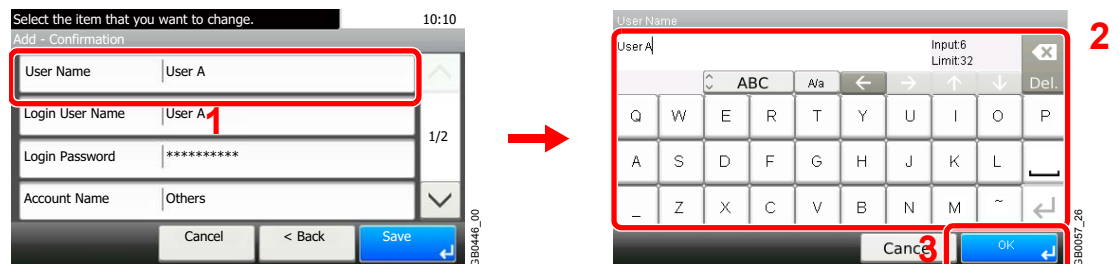 Select the item that you want to change. 10:10
Add - Confirmation
User Name User A
Login User Name User A
1
1/2
Login Password **********
Account Name Others
Cancel < Back Save
GB0446_00
User Name
2
User A Input:6
Limit:32
ABC A/a ← → ↑ ↓ Del.
Q W E R T Y U I O P
A S D F G H J K L
_ Z X C V B N M ~
Cancel 3 OK
GB0057_26